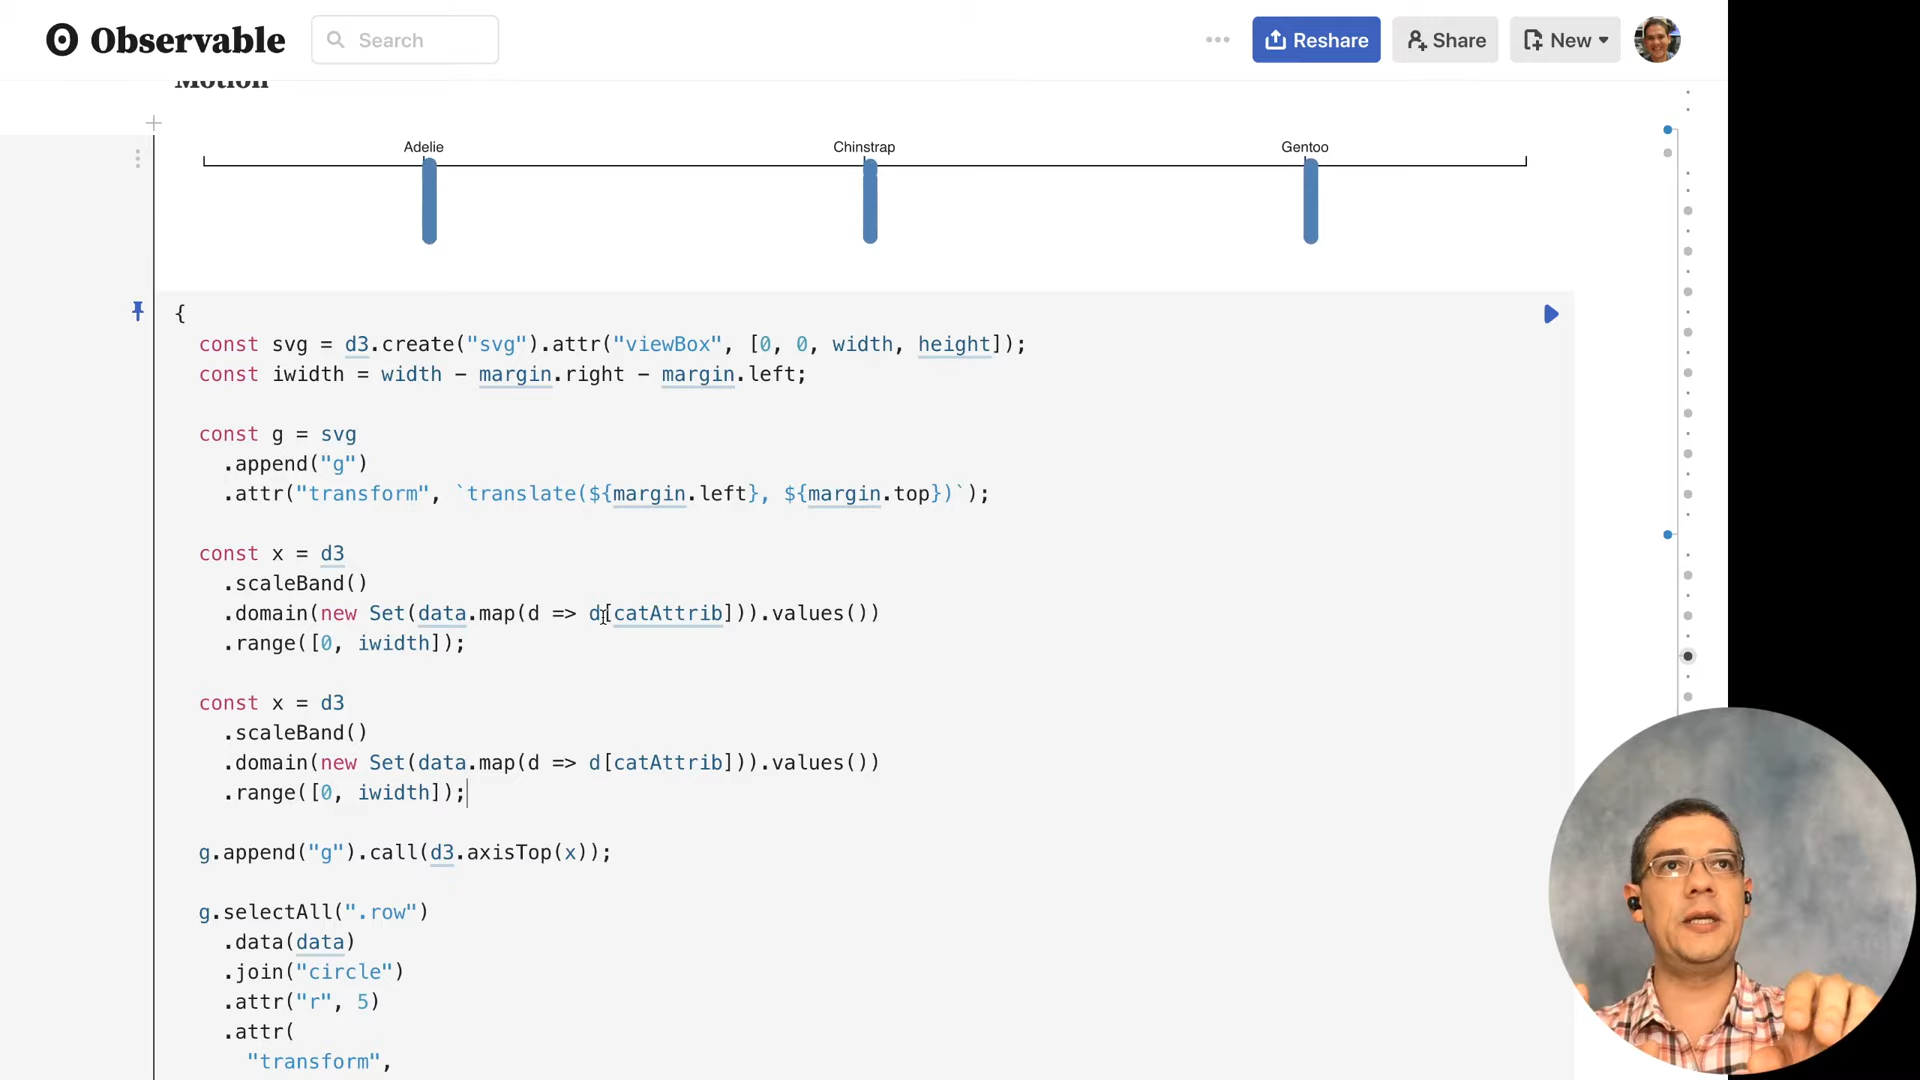 Observable
Search
Reshare
Share
New
Motion
Adelie
Chinstrap
Gentoo
{
const svg = d3.create("svg").attr("viewBox", [0, 0, width, height]);
const iwidth = width - margin.right - margin.left;
const g = svg
.append("g")
.attr("transform", `translate(${margin.left}, ${margin.top})`);
const x = d3
.scaleBand()
.domain(new Set(data.map(d => d[catAttrib])).values())
.range([0, iwidth]);
const x = d3
.scaleBand()
.domain(new Set(data.map(d => d[catAttrib])).values())
.range([0, iwidth]);
g.append("g").call(d3.axisTop(x));
g.selectAll(".row")
.data(data)
.join("circle")
.attr("r", 5)
.attr(
"transform",